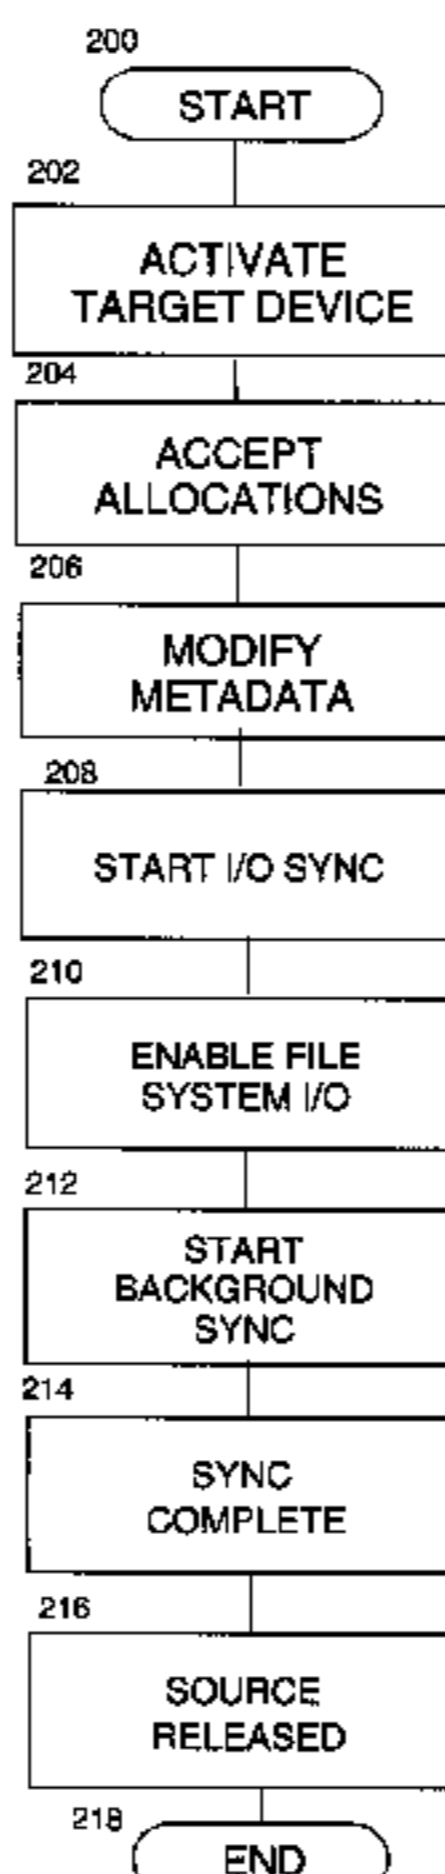 200
START
202
ACTIVATE
TARGET DEVICE
204
ACCEPT
ALLOCATIONS
206
MODIFY
METADATA
208
START I/O SYNC
210
ENABLE FILE
SYSTEM I/O
212
START
BACKGROUND
SYNC
214
SYNC
COMPLETE
216
SOURCE
RELEASED
218
END